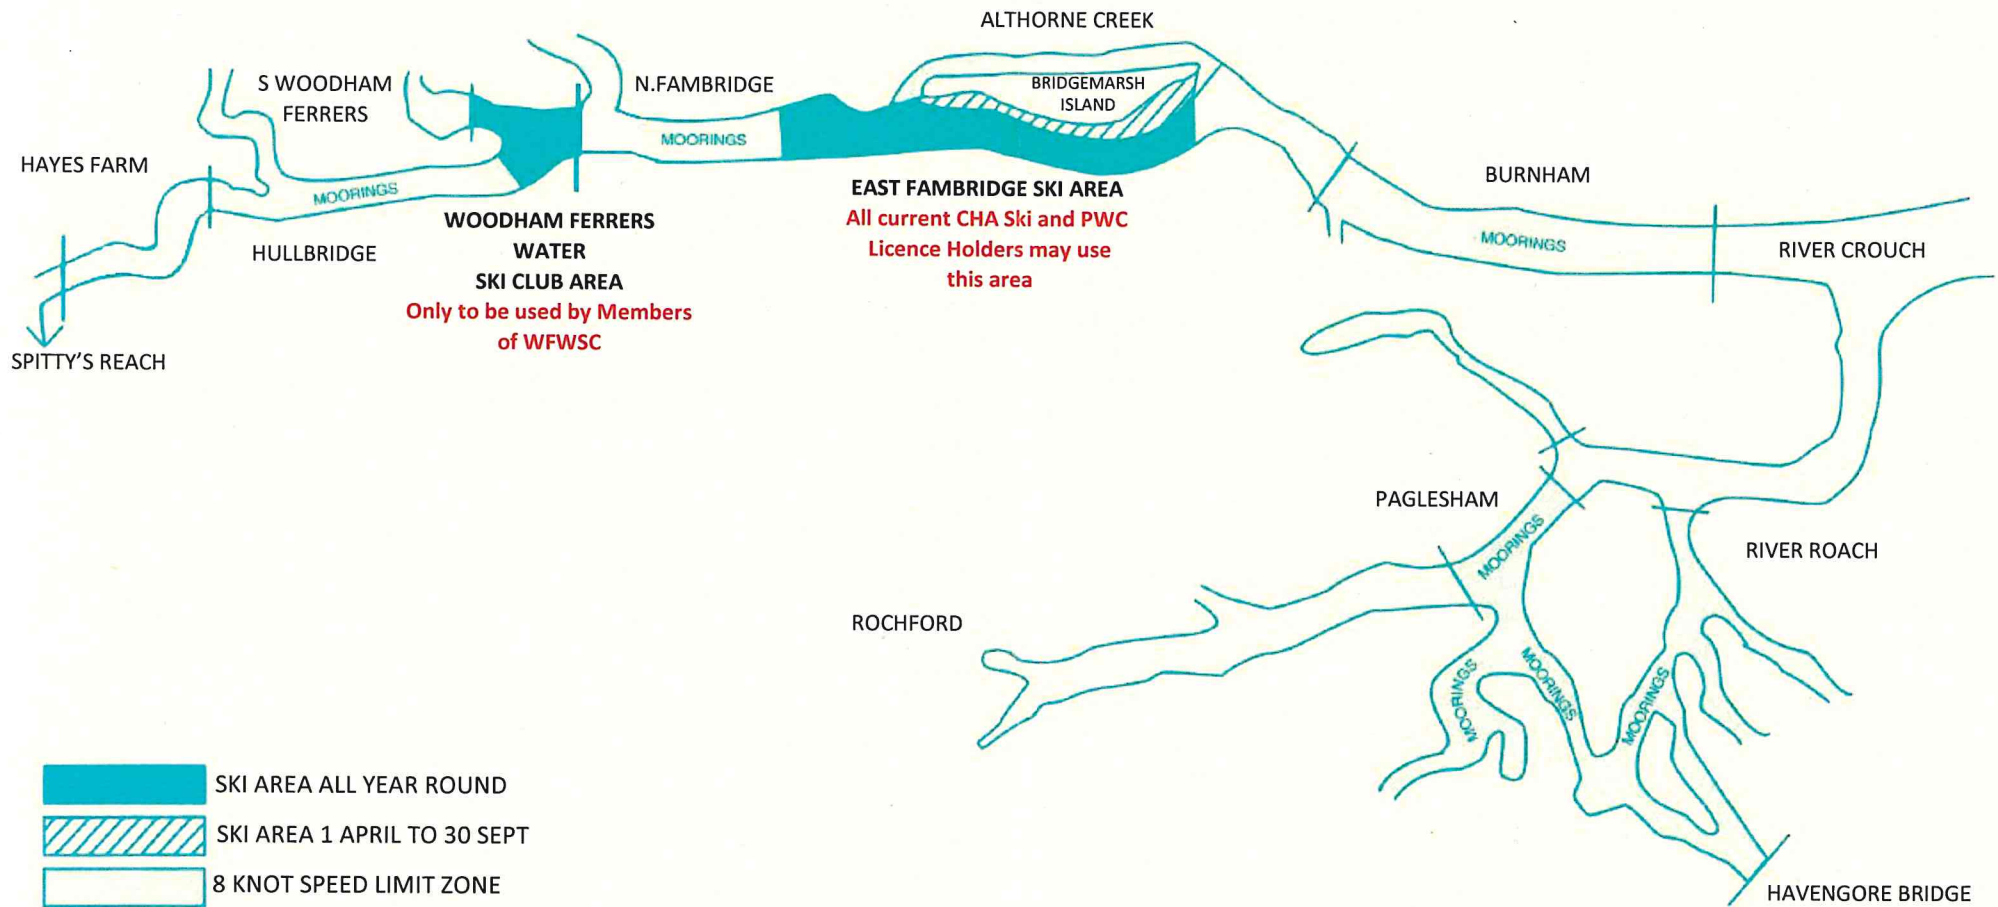 ALTHORNE CREEK
S WOODHAM
FERRERS
N.FAMBRIDGE
BRIDGEMARSH
ISLAND
MOORINGS
HAYES FARM
MOORINGS
BURNHAM
EAST FAMBRIDGE SKI AREA
All current CHA Ski and PWC
Licence Holders may use
this area
WOODHAM FERRERS
WATER
SKI CLUB AREA
Only to be used by Members
of WFWSC
HULLBRIDGE
MOORINGS
RIVER CROUCH
SPITTY'S REACH
PAGLESHAM
MOORINGS
RIVER ROACH
ROCHFORD
MOORINGS
MOORINGS
MOORINGS
SKI AREA ALL YEAR ROUND
SKI AREA 1 APRIL TO 30 SEPT
8 KNOT SPEED LIMIT ZONE
HAVENGORE BRIDGE